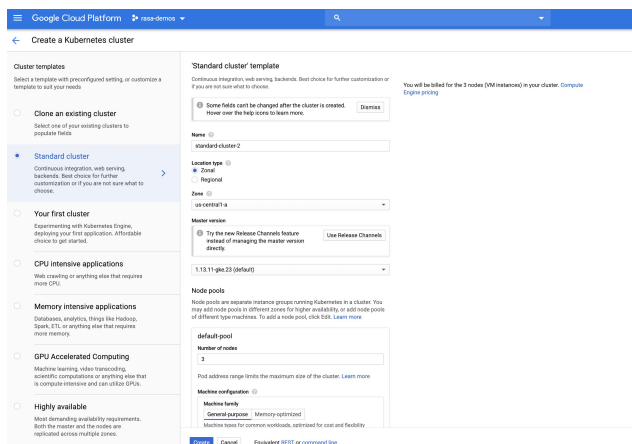 Google Cloud Platform
rasa-demos
Create a Kubernetes cluster
Cluster templates
Select a template with preconfigured setting, or customize a
template to suit your needs
Clone an existing cluster
Select one of your existing clusters to
populate fields
Standard cluster
Continuous integration, web serving,
backends. Best choice for further
customization or if you are not sure what to
choose.
Your first cluster
Experimenting with Kubernetes Engine,
deploying your first application. Affordable
choice to get started.
CPU intensive applications
Web crawling or anything else that requires
more CPU.
Memory intensive applications
Databases, analytics, things like Hadoop,
Spark, ETL or anything else that requires
more memory.
GPU Accelerated Computing
Machine learning, video transcoding,
scientific computations or anything else that
is compute-intensive and can utilize GPUs.
Highly available
Most demanding availability requirements.
Both the master and the nodes are
replicated across multiple zones.
'Standard cluster' template
Continuous integration, web serving, backends. Best choice for further customization or
if you are not sure what to choose.
Some fields can't be changed after the cluster is created.
Hover over the help icons to learn more.
Dismiss
Name
standard-cluster-2
Location type
Zonal
Regional
Zone
us-central1-a
Master version
Try the new Release Channels feature
instead of managing the master version
directly.
Use Release Channels
1.13.11-gke.23 (default)
Node pools
Node pools are separate instance groups running Kubernetes in a cluster. You
may add node pools in different zones for higher availability, or add node pools
of different type machines. To add a node pool, click Edit. Learn more
default-pool
Number of nodes
3
Pod address range limits the maximum size of the cluster. Learn more
Machine configuration
Machine family
General-purpose Memory-optimized
Machine types for common workloads, optimized for cost and flexibility
Create Cancel Equivalent REST or command line
You will be billed for the 3 nodes (VM instances) in your cluster. Compute
Engine pricing